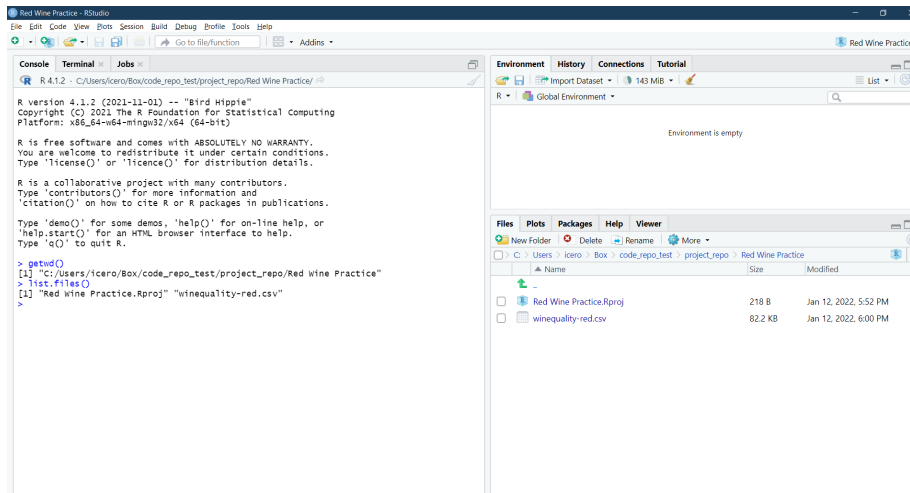 Red Wine Practice - RStudio
File Edit Code View Plots Session Build Debug Profile Tools Help
Go to file/function Addins Red Wine Practice
Console Terminal Jobs
R 4.1.2 · C:/Users/icero/Box/code_repo_test/project_repo/Red Wine Practice/
R version 4.1.2 (2021-11-01) -- "Bird Hippie"
Copyright (C) 2021 The R Foundation for Statistical Computing
Platform: x86_64-w64-mingw32/x64 (64-bit)
R is free software and comes with ABSOLUTELY NO WARRANTY.
You are welcome to redistribute it under certain conditions.
Type 'license()' or 'licence()' for distribution details.
R is a collaborative project with many contributors.
Type 'contributors()' for more information and
'citation()' on how to cite R or R packages in publications.
Type 'demo()' for some demos, 'help()' for on-line help, or
'help.start()' for an HTML browser interface to help.
Type 'q()' to quit R.
> getwd()
[1] "C:/Users/icero/Box/code_repo_test/project_repo/Red Wine Practice"
> list.files()
[1] "Red Wine Practice.Rproj" "winequality-red.csv"
>
Environment History Connections Tutorial
Import Dataset 143 MiB List
R Global Environment
Environment is empty
Files Plots Packages Help Viewer
New Folder Delete Rename More
C: > Users > icero > Box > code_repo_test > project_repo > Red Wine Practice
Name Size Modified
..
Red Wine Practice.Rproj 218 B Jan 12, 2022, 5:52 PM
winequality-red.csv 82.2 KB Jan 12, 2022, 6:00 PM